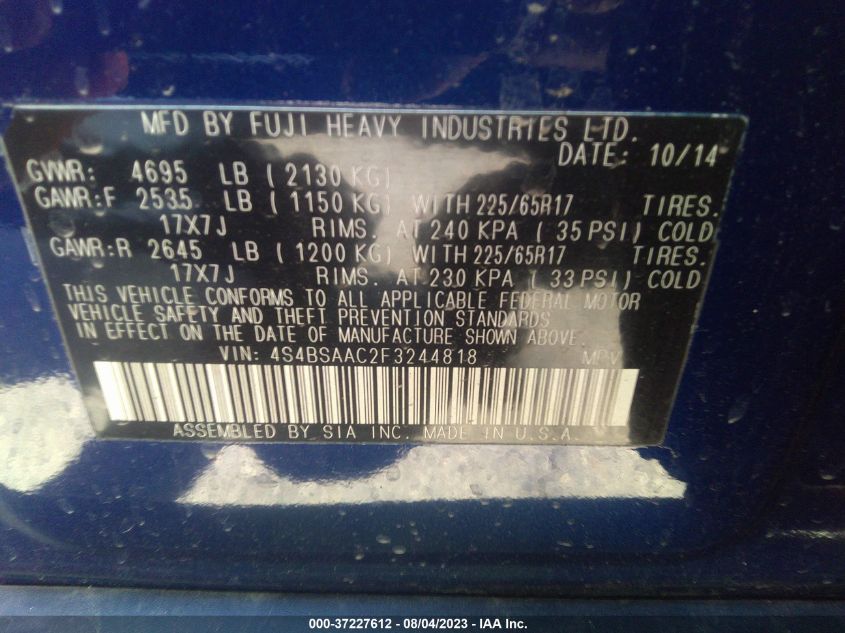 MFD BY FUJI HEAVY INDUSTRIES LTD.
DATE: 10/14
GVWR: 4695 LB ( 2130 KG)
GAWR:F 2535 LB ( 1150 KG) WITH 225/65R17 TIRES.
17X7J RIMS. AT 240 KPA ( 35 PSI) COLD
GAWR:R 2645 LB ( 1200 KG) WITH 225/65R17 TIRES.
17X7J RIMS. AT 230 KPA ( 33 PSI) COLD
THIS VEHICLE CONFORMS TO ALL APPLICABLE FEDERAL MOTOR
VEHICLE SAFETY AND THEFT PREVENTION STANDARDS
IN EFFECT ON THE DATE OF MANUFACTURE SHOWN ABOVE.
VIN: 4S4BSAAC2F3244818 MPV
ASSEMBLED BY SIA INC. MADE IN U.S.A.
000-37227612 - 08/04/2023 - IAA Inc.